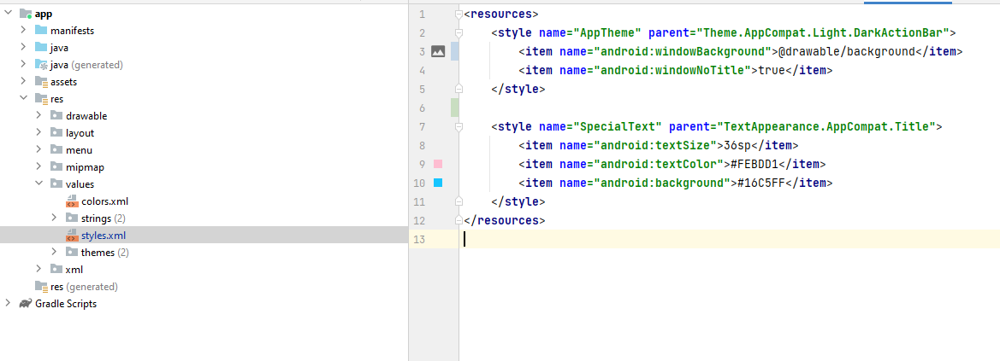 app
manifests
java
java (generated)
assets
res
drawable
layout
menu
mipmap
values
colors.xml
strings (2)
styles.xml
themes (2)
xml
res (generated)
Gradle Scripts
1 <resources>
2 <style name="AppTheme" parent="Theme.AppCompat.Light.DarkActionBar">
3 <item name="android:windowBackground">@drawable/background</item>
4 <item name="android:windowNoTitle">true</item>
5 </style>
6
7 <style name="SpecialText" parent="TextAppearance.AppCompat.Title">
8 <item name="android:textSize">36sp</item>
9 <item name="android:textColor">#FEBDD1</item>
10 <item name="android:background">#16C5FF</item>
11 </style>
12 </resources>
13